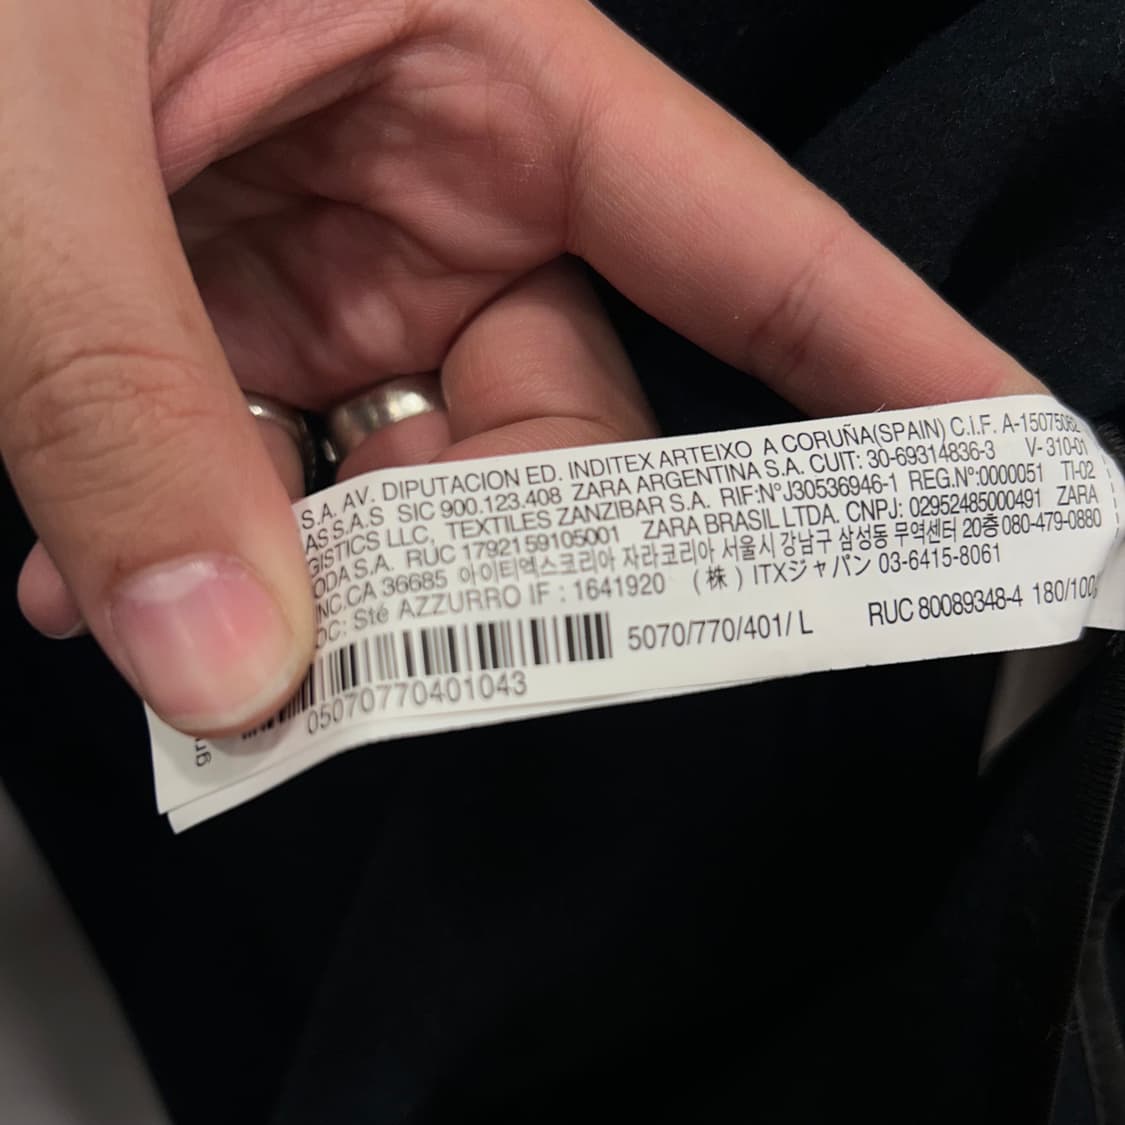 S.A. AV. DIPUTACION ED. INDITEX ARTEIXO A CORUÑA(SPAIN) C.I.F. A-15075062
AS S.A.S SIC 900.123.408 ZARA ARGENTINA S.A. CUIT: 30-69314836-3 V-310-01
GISTICS LLC, TEXTILES ZANZIBAR S.A. RIF:N°J30536946-1 REG.N°:0000051 TI-02
ODA S.A. RUC 1792159105001 ZARA BRASIL LTDA. CNPJ: 02952485000491 ZARA
INC.CA 36685 아이티엑스코리아 자라코리아 서울시 강남구 삼성동 무역센터 20층 080-479-0880
OC: Sté AZZURRO IF : 1641920 (株) ITXジャパン 03-6415-8061
5070/770/401/ L RUC 80089348-4 180/100
05070770401043